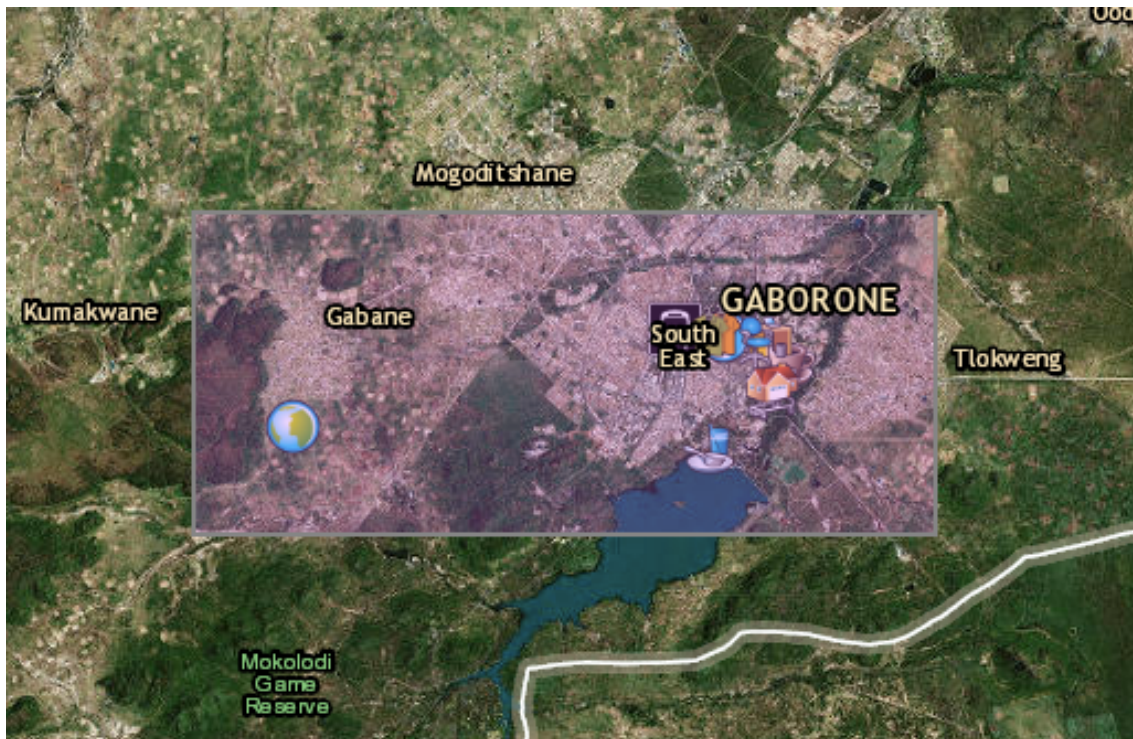 Mogoditshane
Kumakwane
Gabane
GABORONE
South
East
Tlokweng
Mokolodi
Game
Reserve